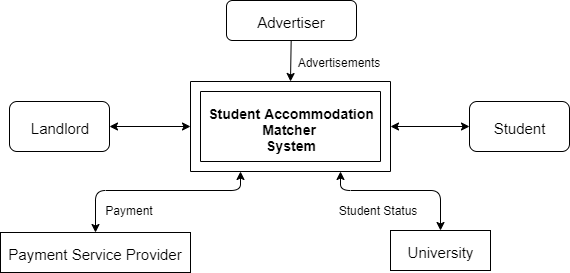 Advertiser
Advertisements
Landlord
Student Accommodation
Matcher
System
Student
Payment
Student Status
Payment Service Provider
University